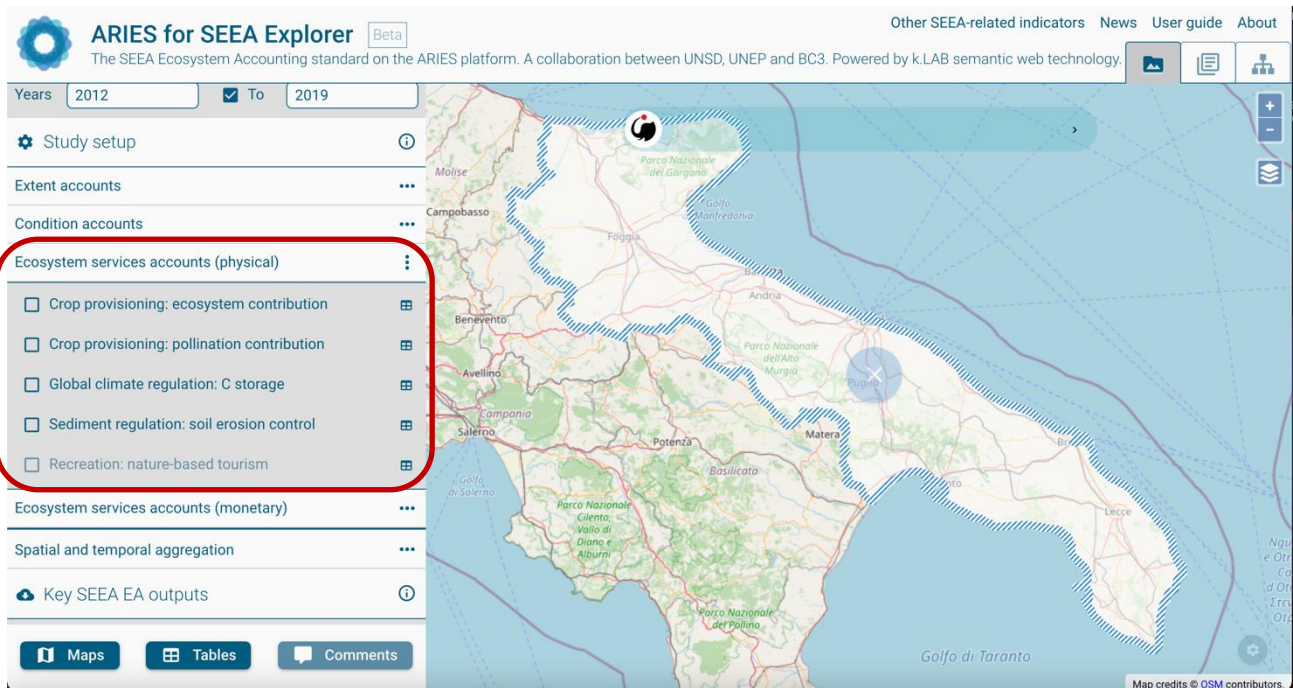 ARIES for SEEA Explorer Beta
Other SEEA-related indicators News User guide About
The SEEA Ecosystem Accounting standard on the ARIES platform. A collaboration between UNSD, UNEP and BC3. Powered by k.LAB semantic web technology.
Years 2012 To 2019
Study setup
Extent accounts
Condition accounts
Ecosystem services accounts (physical)
Crop provisioning: ecosystem contribution
Crop provisioning: pollination contribution
Global climate regulation: C storage
Sediment regulation: soil erosion control
Recreation: nature-based tourism
Ecosystem services accounts (monetary)
Spatial and temporal aggregation
Key SEEA EA outputs
Maps Tables Comments
+
-
Molise
Parco Nazionale
del Gargano
Campobasso
Golfo
Manfredonia
Foggia
Andria
Benevento
Parco Nazionale
dell'Alta
Murgia
Puglia
Avellino
Campania
Salerno
Potenza
Matera
Basilicata
Golfo
di Salerno
Parco Nazionale
Cilento,
Vallo di
Diano e
Alburni
Lecce
Parco Nazionale
del Pollino
Golfo di Taranto
Map credits © OSM contributors.